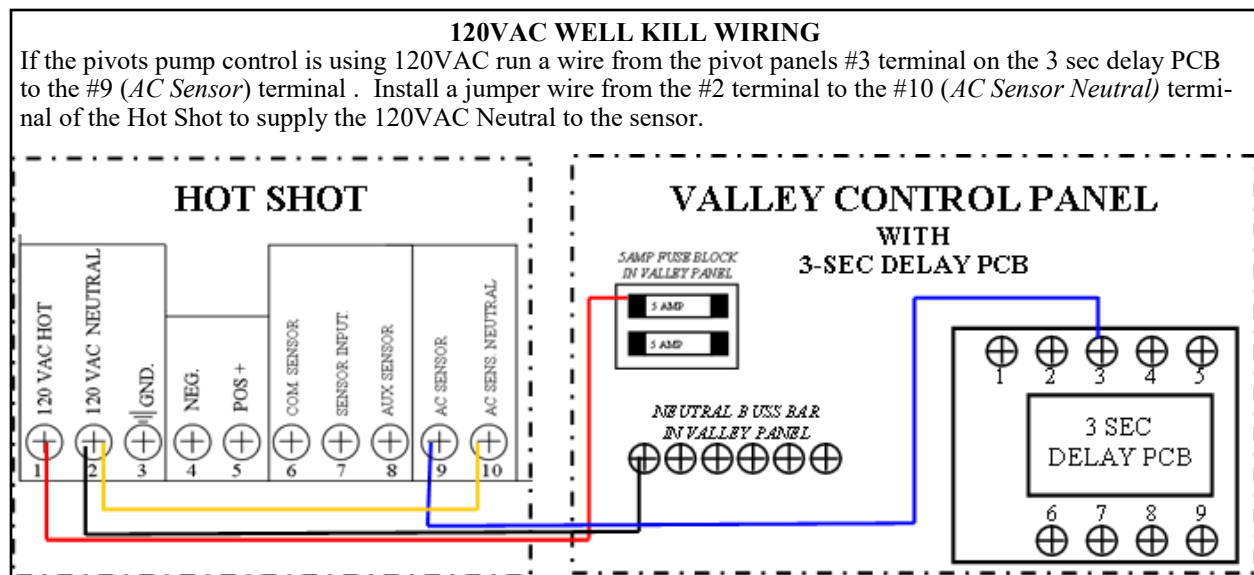 120VAC WELL KILL WIRING
If the pivots pump control is using 120VAC run a wire from the pivot panels #3 terminal on the 3 sec delay PCB
to the #9 (AC Sensor) terminal .  Install a jumper wire from the #2 terminal to the #10 (AC Sensor Neutral) termi-
nal of the Hot Shot to supply the 120VAC Neutral to the sensor.
HOT SHOT
120 VAC HOT
120 VAC NEUTRAL
GND.
NEG.
POS +
COM SENSOR
SENSOR INPUT.
AUX SENSOR
AC SENSOR
AC SENS. NEUTRAL
1 2 3 4 5 6 7 8 9 10
VALLEY CONTROL PANEL
WITH
3-SEC DELAY PCB
5AMP FUSE BLOCK
IN VALLEY PANEL
5 AMP
5 AMP
NEUTRAL BUSS BAR
IN VALLEY PANEL
1 2 3 4 5
3 SEC
DELAY PCB
6 7 8 9